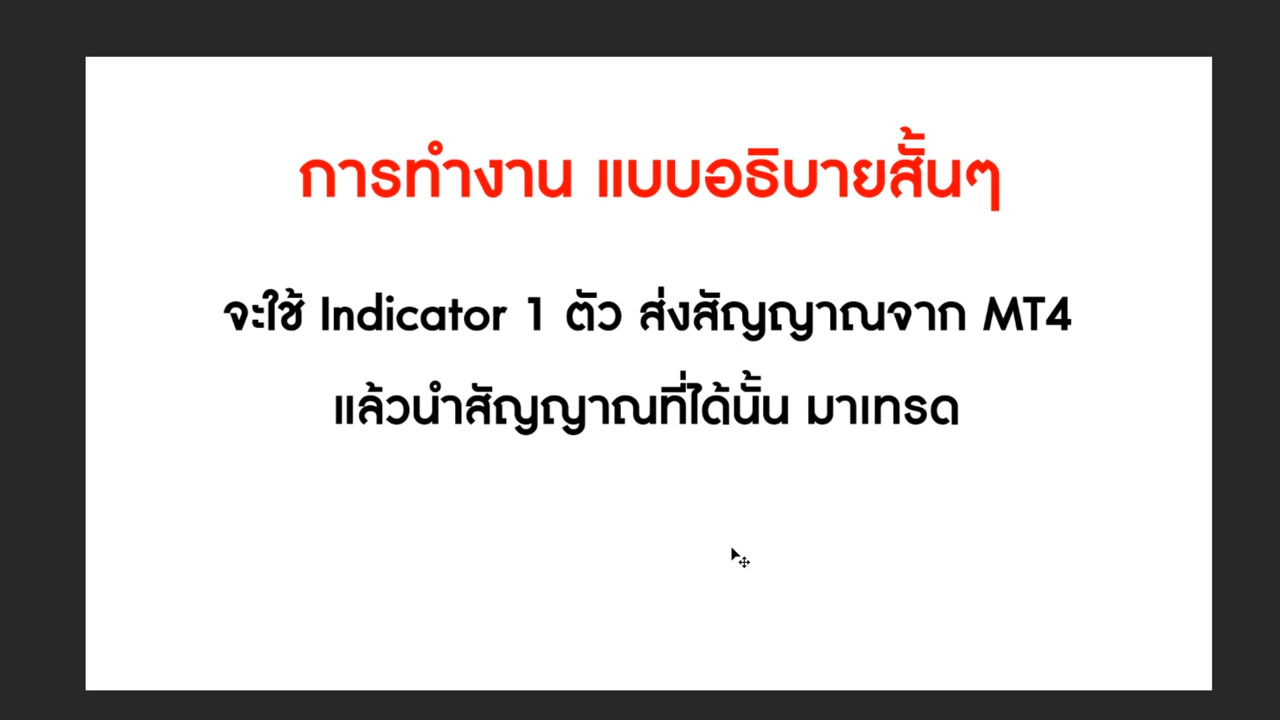 การทำงาน แบบอธิบายสั้นๆ
จะใช้ Indicator 1 ตัว ส่งสัญญาณจาก MT4
แล้วนำสัญญาณที่ได้นั้น มาเทรด